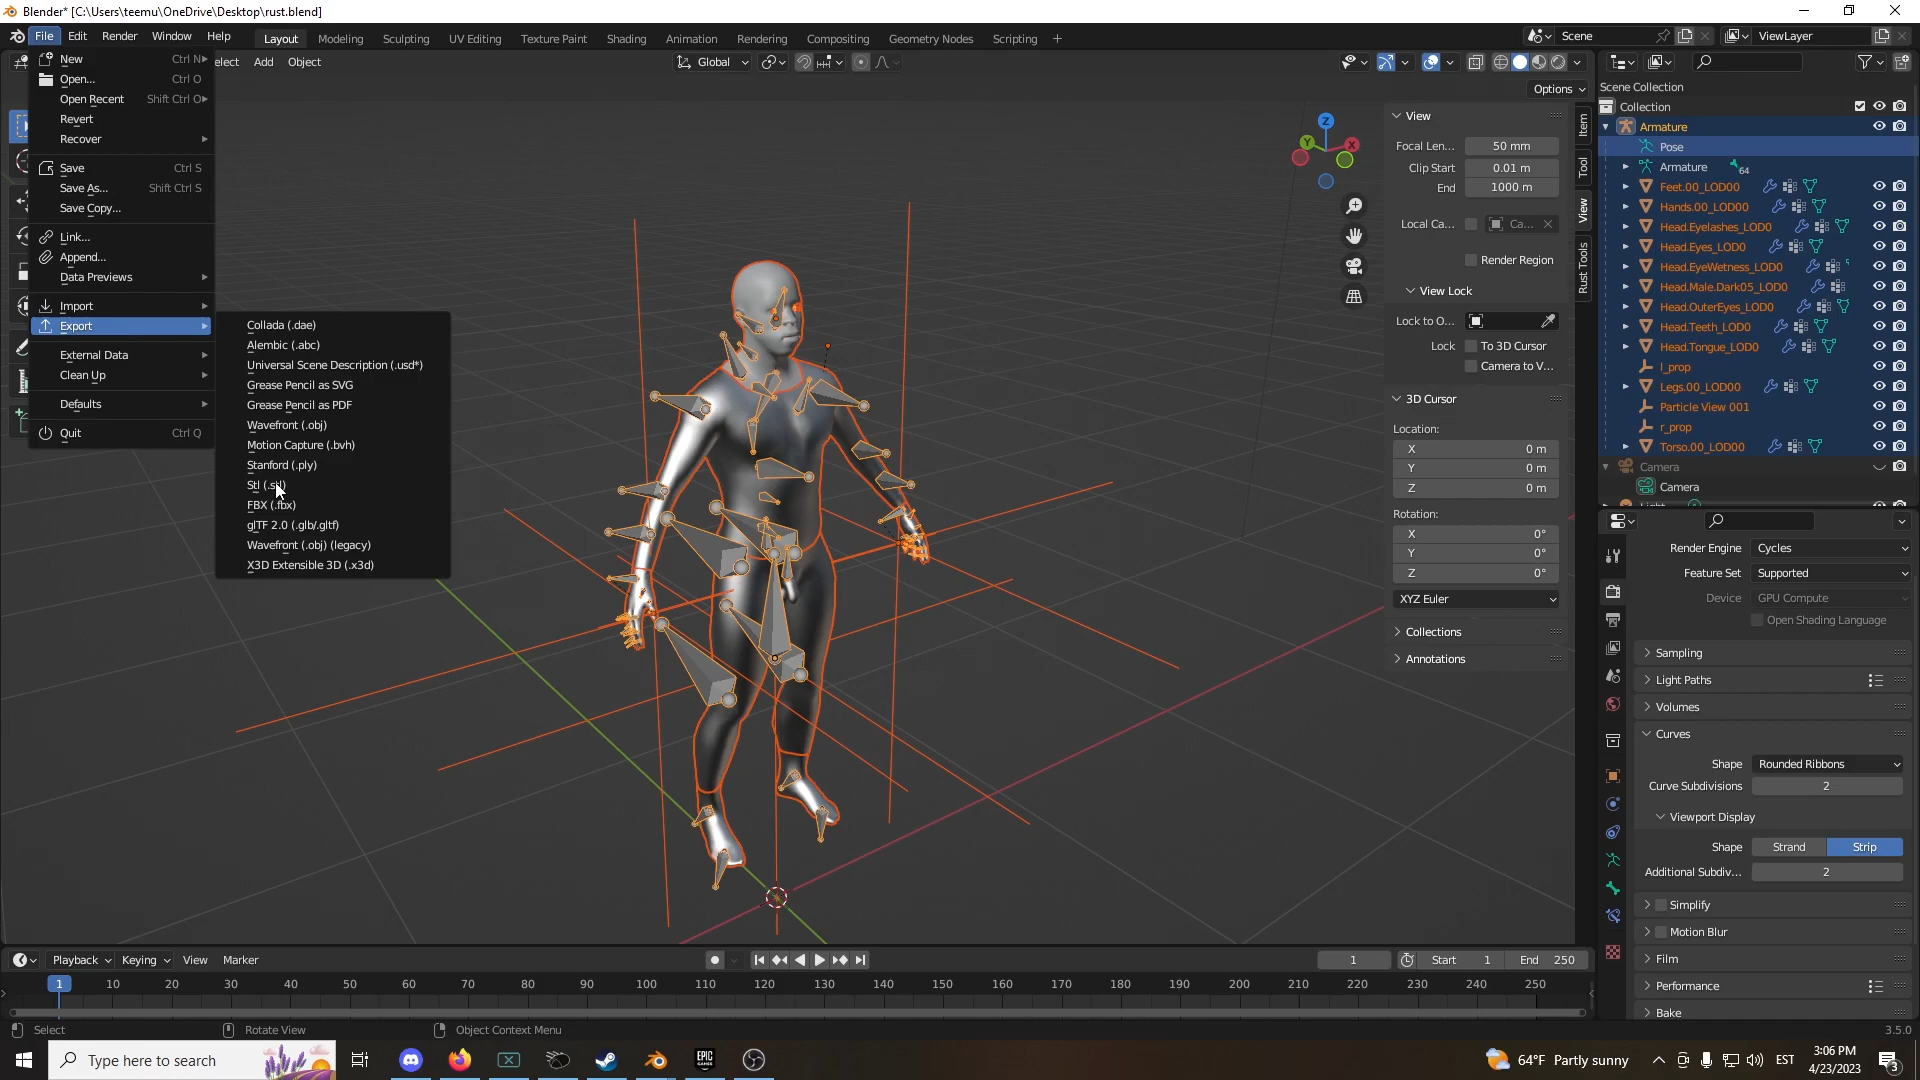 Blender* [C:\Users\teemu\OneDrive\Desktop\rust.blend]
File Edit Render Window Help Layout Modeling Sculpting UV Editing Texture Paint Shading Animation Rendering Compositing Geometry Nodes Scripting + Scene ViewLayer
elect Add Object Global
Options
New Ctrl N
Open... Ctrl O
Open Recent Shift Ctrl O
Revert
Recover
Save Ctrl S
Save As... Shift Ctrl S
Save Copy...
Link...
Append...
Data Previews
Import
Export
External Data
Clean Up
Defaults
Quit Ctrl Q
Collada (.dae)
Alembic (.abc)
Universal Scene Description (.usd*)
Grease Pencil as SVG
Grease Pencil as PDF
Wavefront (.obj)
Motion Capture (.bvh)
Stanford (.ply)
Stl (.stl)
FBX (.fbx)
glTF 2.0 (.glb/.gltf)
Wavefront (.obj) (legacy)
X3D Extensible 3D (.x3d)
Z
Y
X
View
Focal Len... 50 mm
Clip Start 0.01 m
End 1000 m
Local Ca... Ca...
Render Region
View Lock
Lock to O...
Lock To 3D Cursor
Camera to V...
3D Cursor
Location:
X 0 m
Y 0 m
Z 0 m
Rotation:
X 0°
Y 0°
Z 0°
XYZ Euler
Collections
Annotations
Item
Tool
View
Rust Tools
Scene Collection
Collection
Armature
Pose
Armature 64
Feet.00_LOD00
Hands.00_LOD00
Head.Eyelashes_LOD0
Head.Eyes_LOD0
Head.EyeWetness_LOD0
Head.Male.Dark05_LOD0
Head.OuterEyes_LOD0
Head.Teeth_LOD0
Head.Tongue_LOD0
l_prop
Legs.00_LOD00
Particle View 001
r_prop
Torso.00_LOD00
Camera
Camera
Render Engine Cycles
Feature Set Supported
Device GPU Compute
Open Shading Language
Sampling
Light Paths
Volumes
Curves
Shape Rounded Ribbons
Curve Subdivisions 2
Viewport Display
Shape Strand Strip
Additional Subdiv... 2
Simplify
Motion Blur
Film
Performance
Bake
Playback Keying View Marker 1 Start 1 End 250
1 10 20 30 40 50 60 70 80 90 100 110 120 130 140 150 160 170 180 190 200 210 220 230 240 250
Select Rotate View Object Context Menu 3.5.0
Type here to search EPIC GAMES 64°F Partly sunny EST 3:06 PM
4/23/2023 3